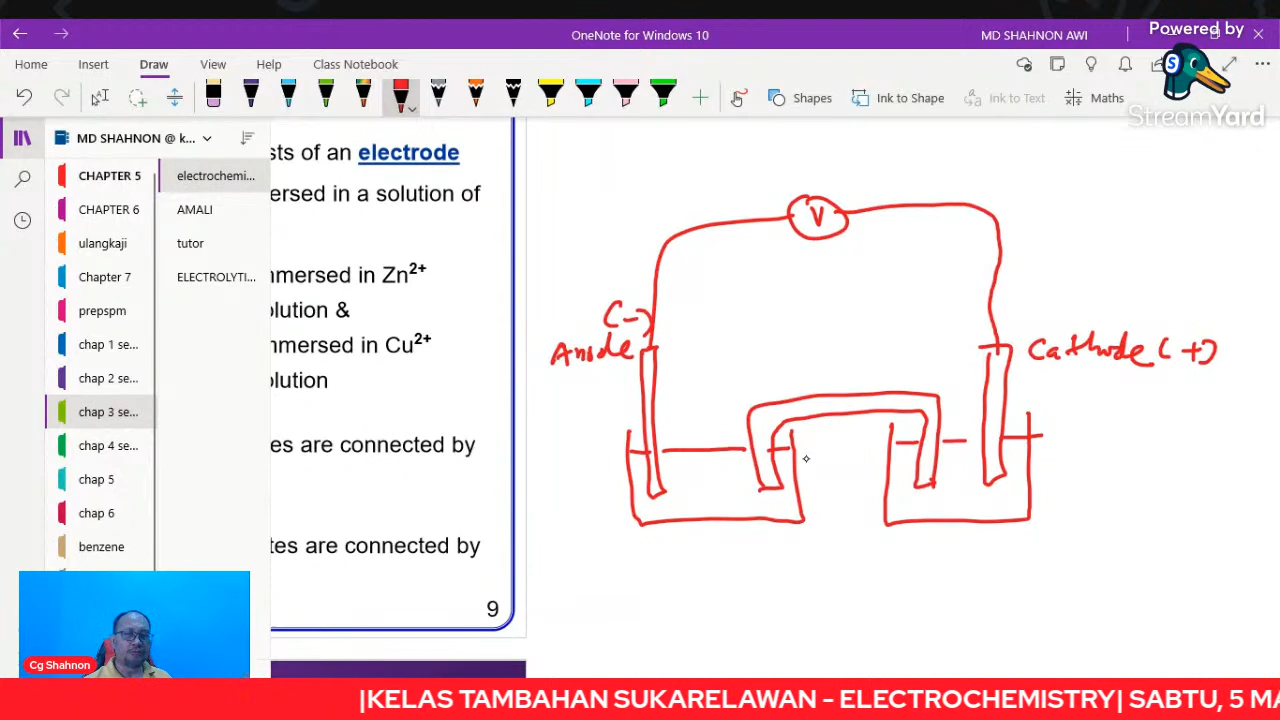 Powered by
StreamYard
OneNote for Windows 10
MD SHAHNON AWI
Home Insert Draw View Help Class Notebook
Shapes Ink to Shape Ink to Text Maths
MD SHAHNON @ k...
CHAPTER 5
CHAPTER 6
ulangkaji
Chapter 7
prepspm
chap 1 se...
chap 2 se...
chap 3 se...
chap 4 se...
chap 5
chap 6
benzene
electrochemi...
AMALI
tutor
ELECTROLYTI...
sts of an electrode
ersed in a solution of
mmersed in Zn²⁺
olution &
mmersed in Cu²⁺
olution
es are connected by
tes are connected by
9
V
(-)
Anode
Cathode (+)
Cg Shahnon
|KELAS TAMBAHAN SUKARELAWAN - ELECTROCHEMISTRY| SABTU, 5 MA